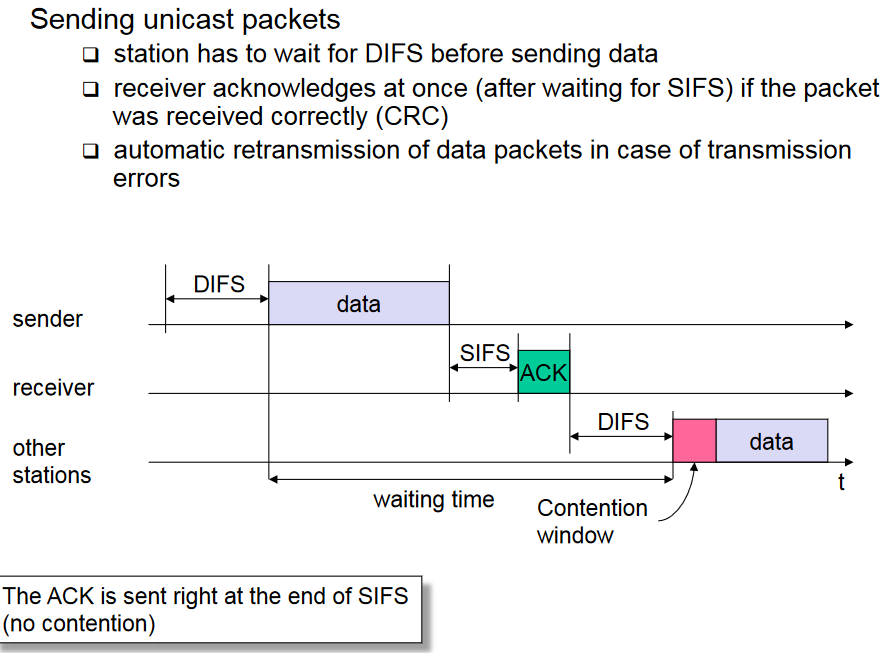 Sending unicast packets
❑ station has to wait for DIFS before sending data
❑ receiver acknowledges at once (after waiting for SIFS) if the packet
was received correctly (CRC)
❑ automatic retransmission of data packets in case of transmission
errors
DIFS
data
sender
SIFS
ACK
receiver
DIFS
data
other
stations
t
waiting time
Contention
window
The ACK is sent right at the end of SIFS
(no contention)